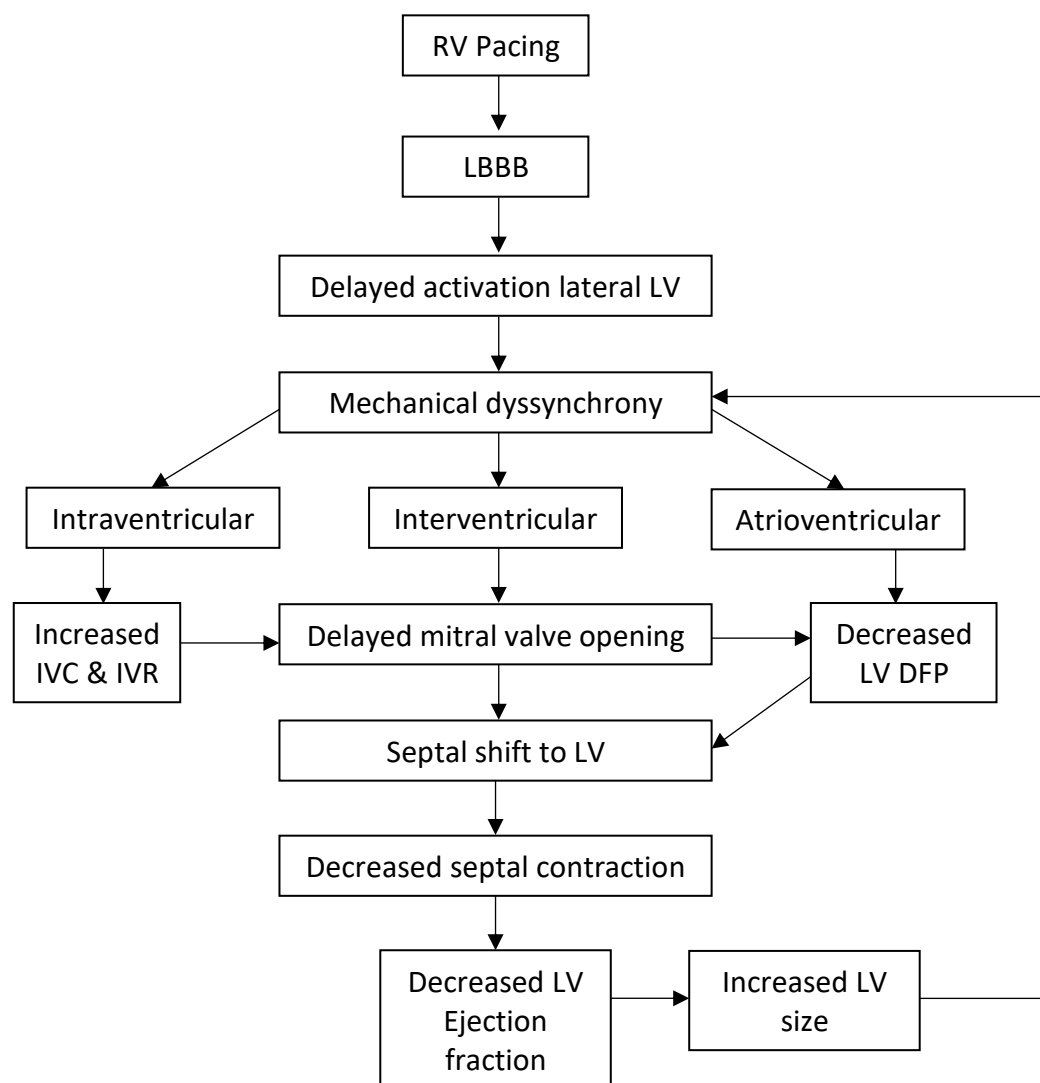 RV Pacing
LBBB
Delayed activation lateral LV
Mechanical dyssynchrony
Intraventricular
Interventricular
Atrioventricular
Increased
IVC & IVR
Delayed mitral valve opening
Decreased
LV DFP
Septal shift to LV
Decreased septal contraction
Decreased LV
Ejection
fraction
Increased LV
size